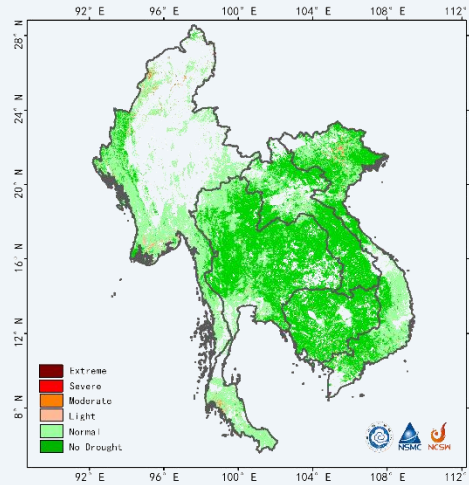 92° E 96° E 100° E 104° E 108° E 112° E
28° N
24° N
20° N
16° N
12° N
8° N
Extreme
Severe
Moderate
Light
Normal
No Drought
NSMC NCSW
92° E 96° E 100° E 104° E 108° E 112° E